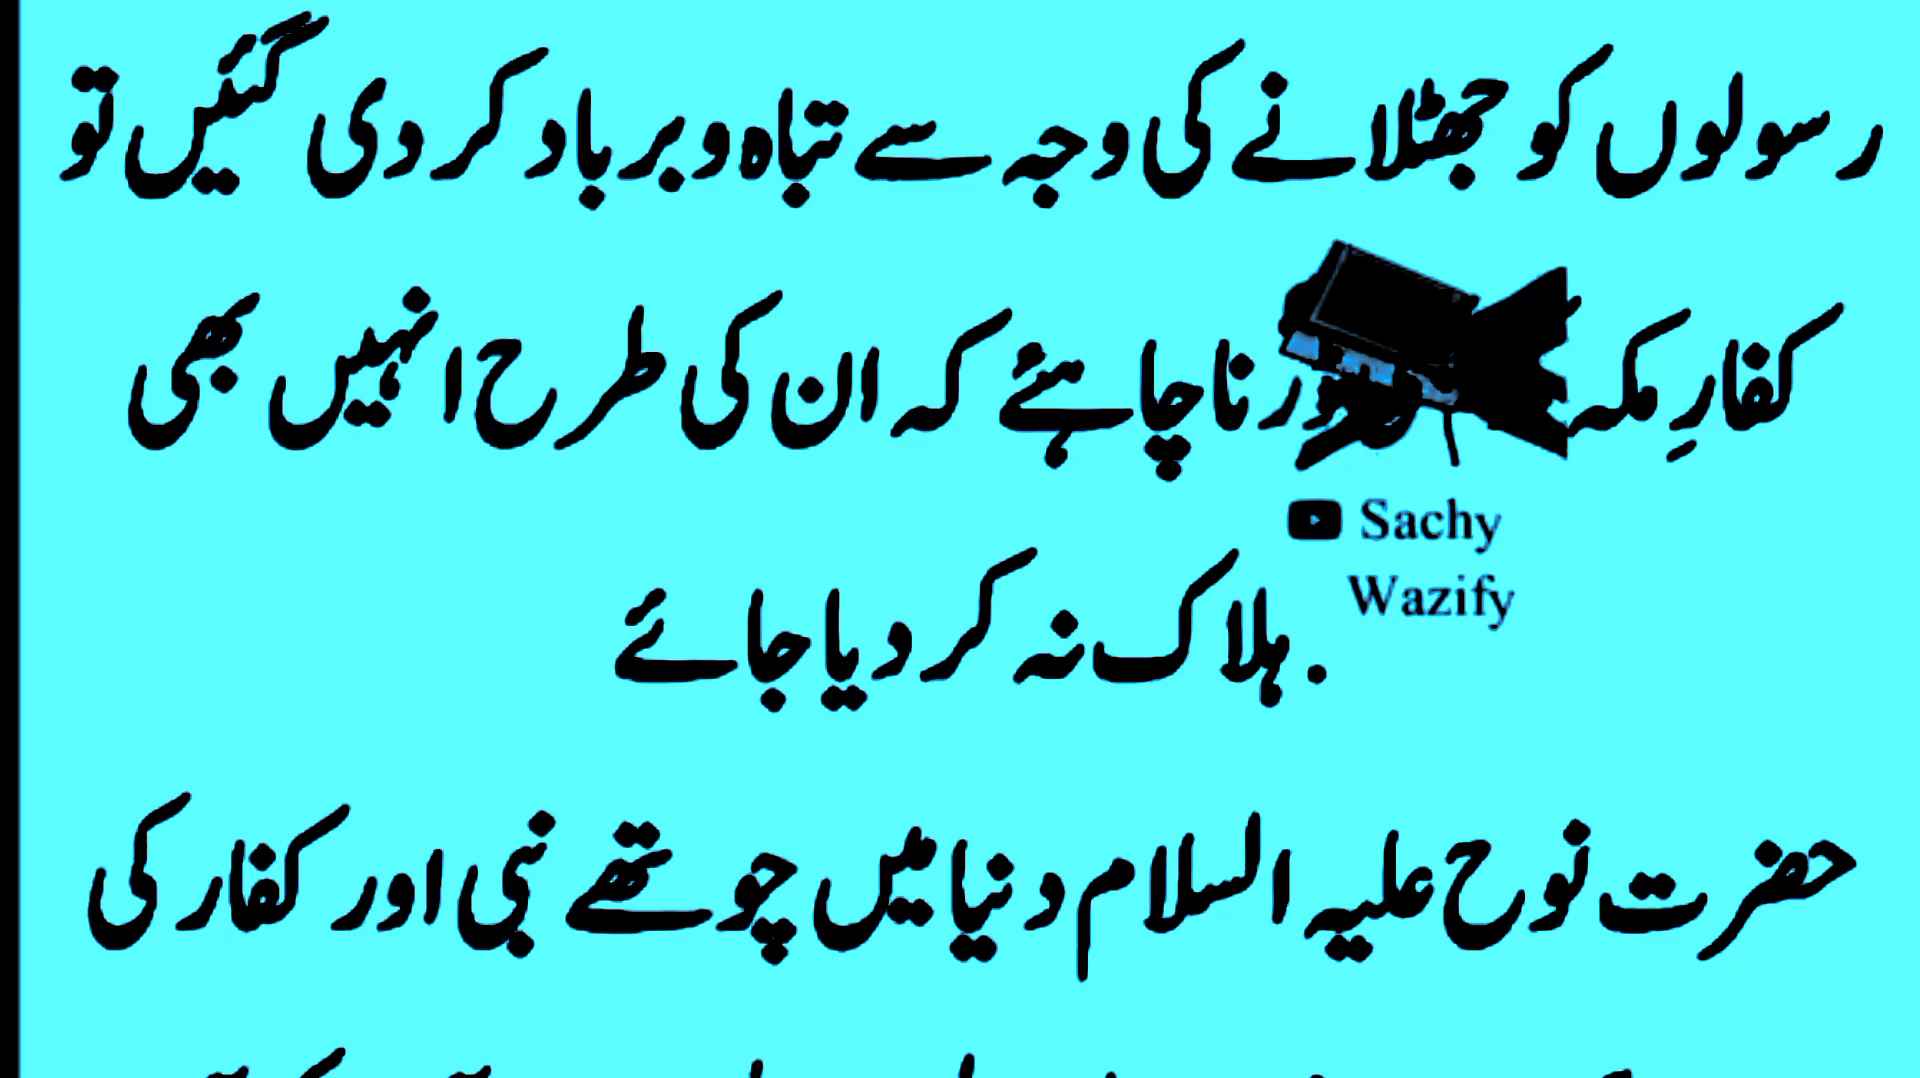 رسولوں کو جھٹلانے کی وجہ سے تباہ و برباد کر دی گئیں تو
کفارِ مکہ چاہئے کہ ان کی طرح انہیں بھی
Sachy
Wazify
ہلاک نہ کر دیا جائے.
حضرت نوح علیہ السلام دنیا میں چوتھے نبی اور کفار کی